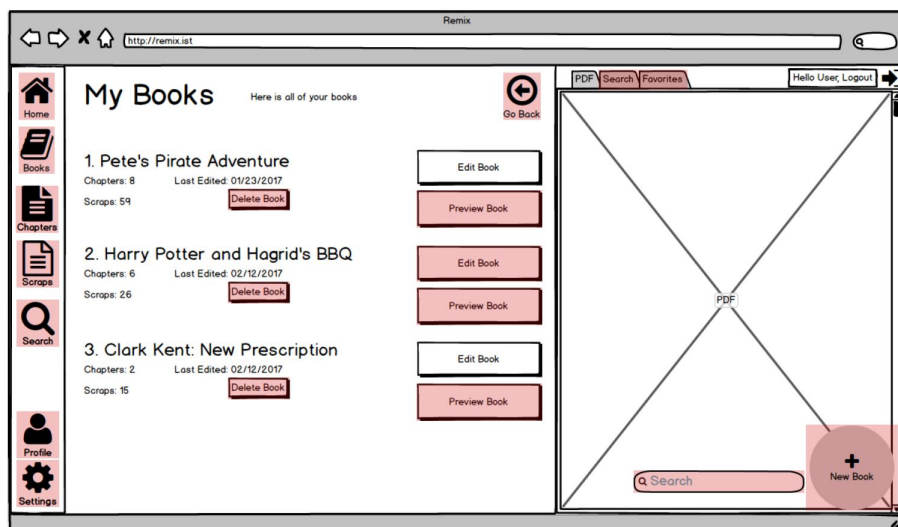 Remix
http://remix.ist
Home
Books
Chapters
Scraps
Search
Profile
Settings
My Books
Here is all of your books
Go Back
1. Pete's Pirate Adventure
Chapters: 8 Last Edited: 01/23/2017
Scraps: 59 Delete Book
Edit Book
Preview Book
2. Harry Potter and Hagrid's BBQ
Chapters: 6 Last Edited: 02/12/2017
Scraps: 26 Delete Book
Edit Book
Preview Book
3. Clark Kent: New Prescription
Chapters: 2 Last Edited: 02/12/2017
Scraps: 15 Delete Book
Edit Book
Preview Book
PDF Search Favorites
Hello User, Logout
PDF
Search
New Book